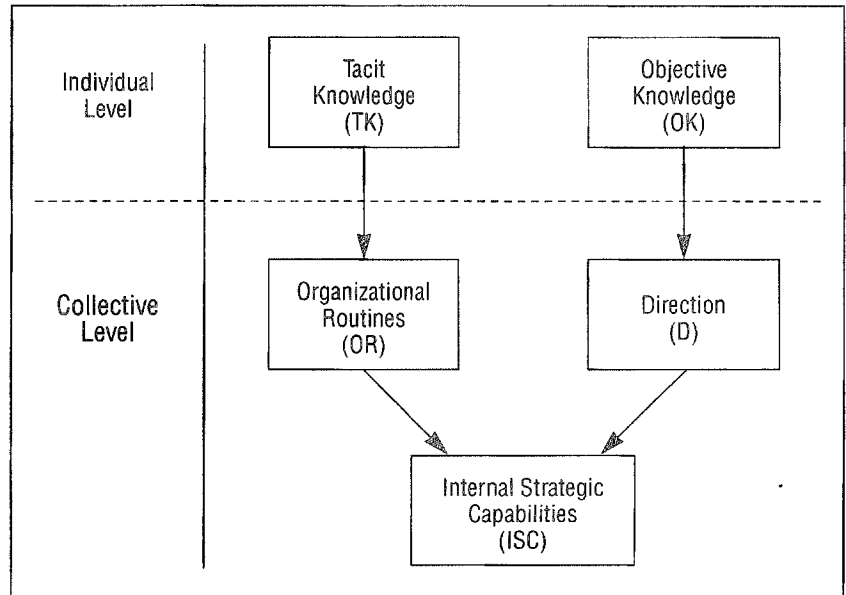 Individual
Level
Tacit
Knowledge
(TK)
Objective
Knowledge
(OK)
Collective
Level
Organizational
Routines
(OR)
Direction
(D)
Internal Strategic
Capabilities
(ISC)